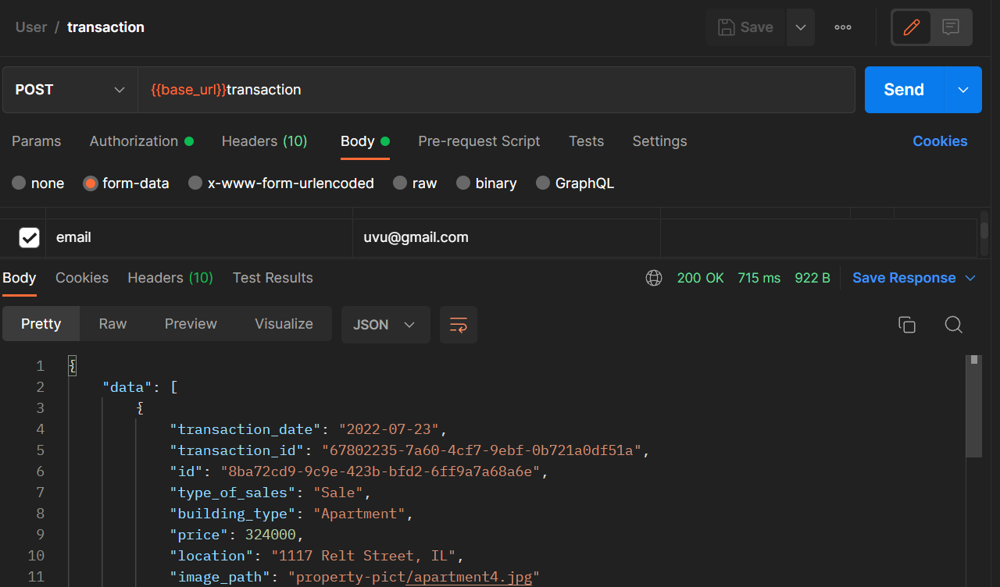 User / transaction
Save
POST
{{base_url}}transaction
Send
Params Authorization Headers (10) Body Pre-request Script Tests Settings Cookies
none form-data x-www-form-urlencoded raw binary GraphQL
email uvu@gmail.com
Body Cookies Headers (10) Test Results 200 OK 715 ms 922 B Save Response
Pretty Raw Preview Visualize JSON
1 {
2 "data": [
3 {
4 "transaction_date": "2022-07-23",
5 "transaction_id": "67802235-7a60-4cf7-9ebf-0b721a0df51a",
6 "id": "8ba72cd9-9c9e-423b-bfd2-6ff9a7a68a6e",
7 "type_of_sales": "Sale",
8 "building_type": "Apartment",
9 "price": 324000,
10 "location": "1117 Relt Street, IL",
11 "image_path": "property-pict/apartment4.jpg"